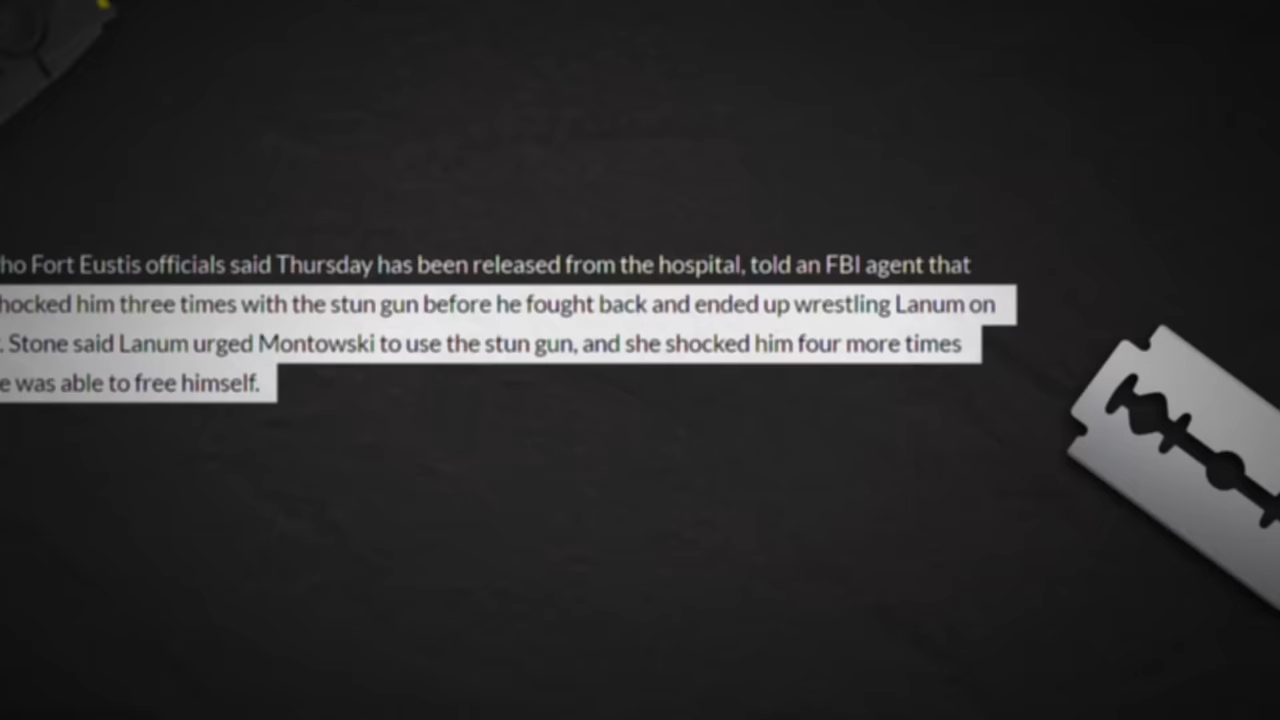 ho Fort Eustis officials said Thursday has been released from the hospital, told an FBI agent that
hocked him three times with the stun gun before he fought back and ended up wrestling Lanum on
. Stone said Lanum urged Montowski to use the stun gun, and she shocked him four more times
e was able to free himself.